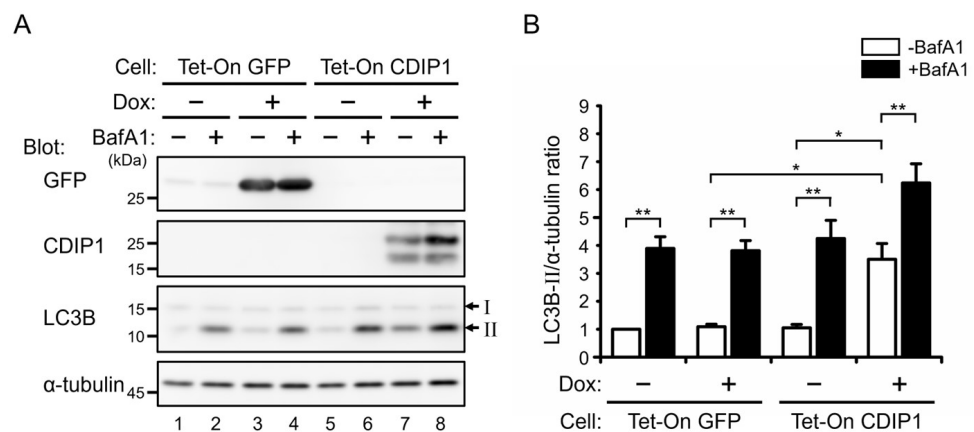 A
Cell: Tet-On GFP Tet-On CDIP1
Dox: − + − +
Blot: BafA1: − + − + − + − +
(kDa)
GFP
25
CDIP1
25
15
LC3B
15
10
I
II
α-tubulin
45
1 2 3 4 5 6 7 8
B
-BafA1
+BafA1
LC3B-II/α-tubulin ratio
9
8
7
6
5
4
3
2
1
0
** ** ** **
* *
Dox: − + − +
Cell: Tet-On GFP Tet-On CDIP1